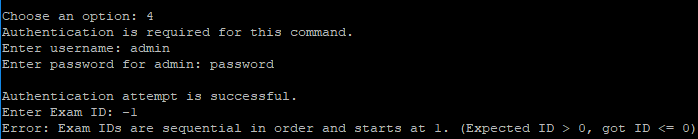 Choose an option: 4
Authentication is required for this command.
Enter username: admin
Enter password for admin: password
Authentication attempt is successful.
Enter Exam ID: -1
Error: Exam IDs are sequential in order and starts at 1. (Expected ID > 0, got ID <= 0)